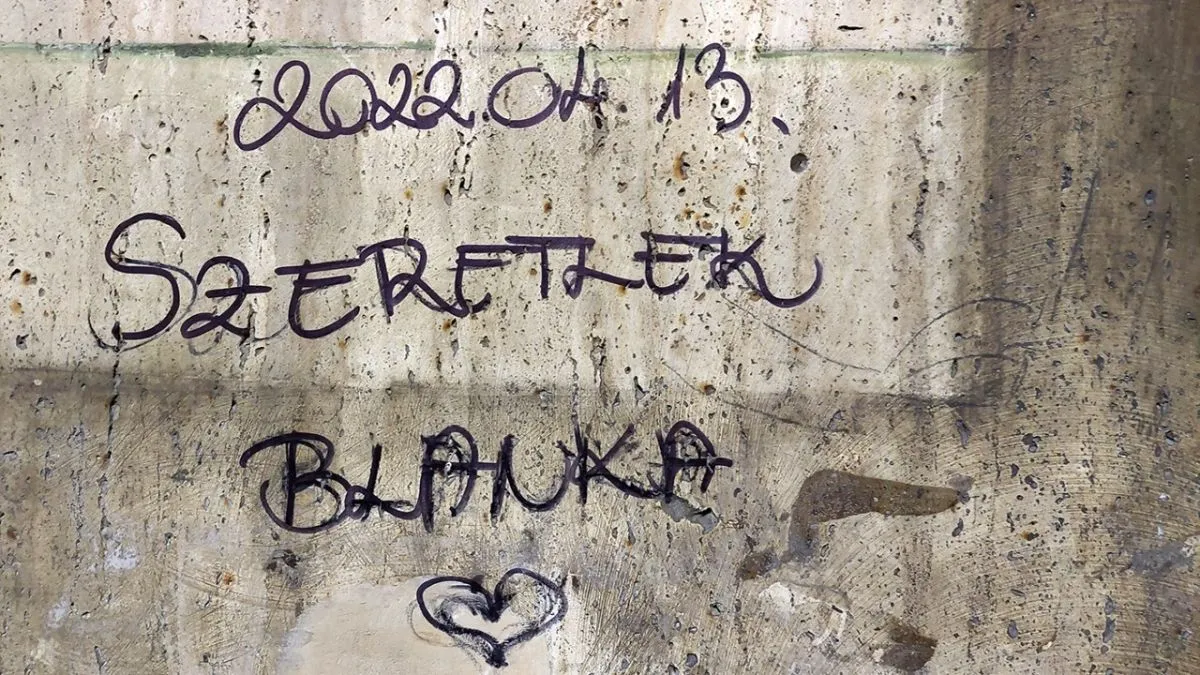 2022 04 13.
SZERETLEK
BLANKA